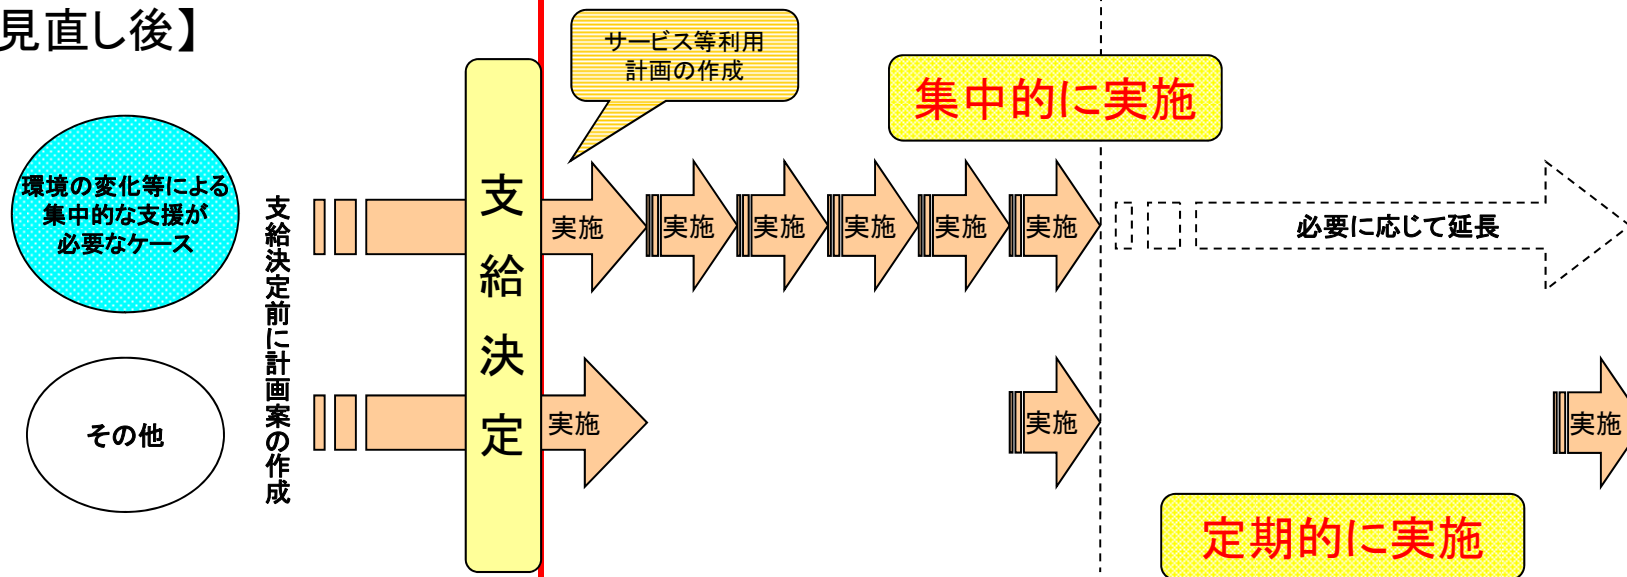 見直し後】
サービス等利用
計画の作成
集中的に実施
環境の変化等による
集中的な支援が
必要なケース
支給決定前に計画案の作成
支給決定
実施
実施
実施
実施
実施
実施
必要に応じて延長
その他
実施
実施
実施
定期的に実施